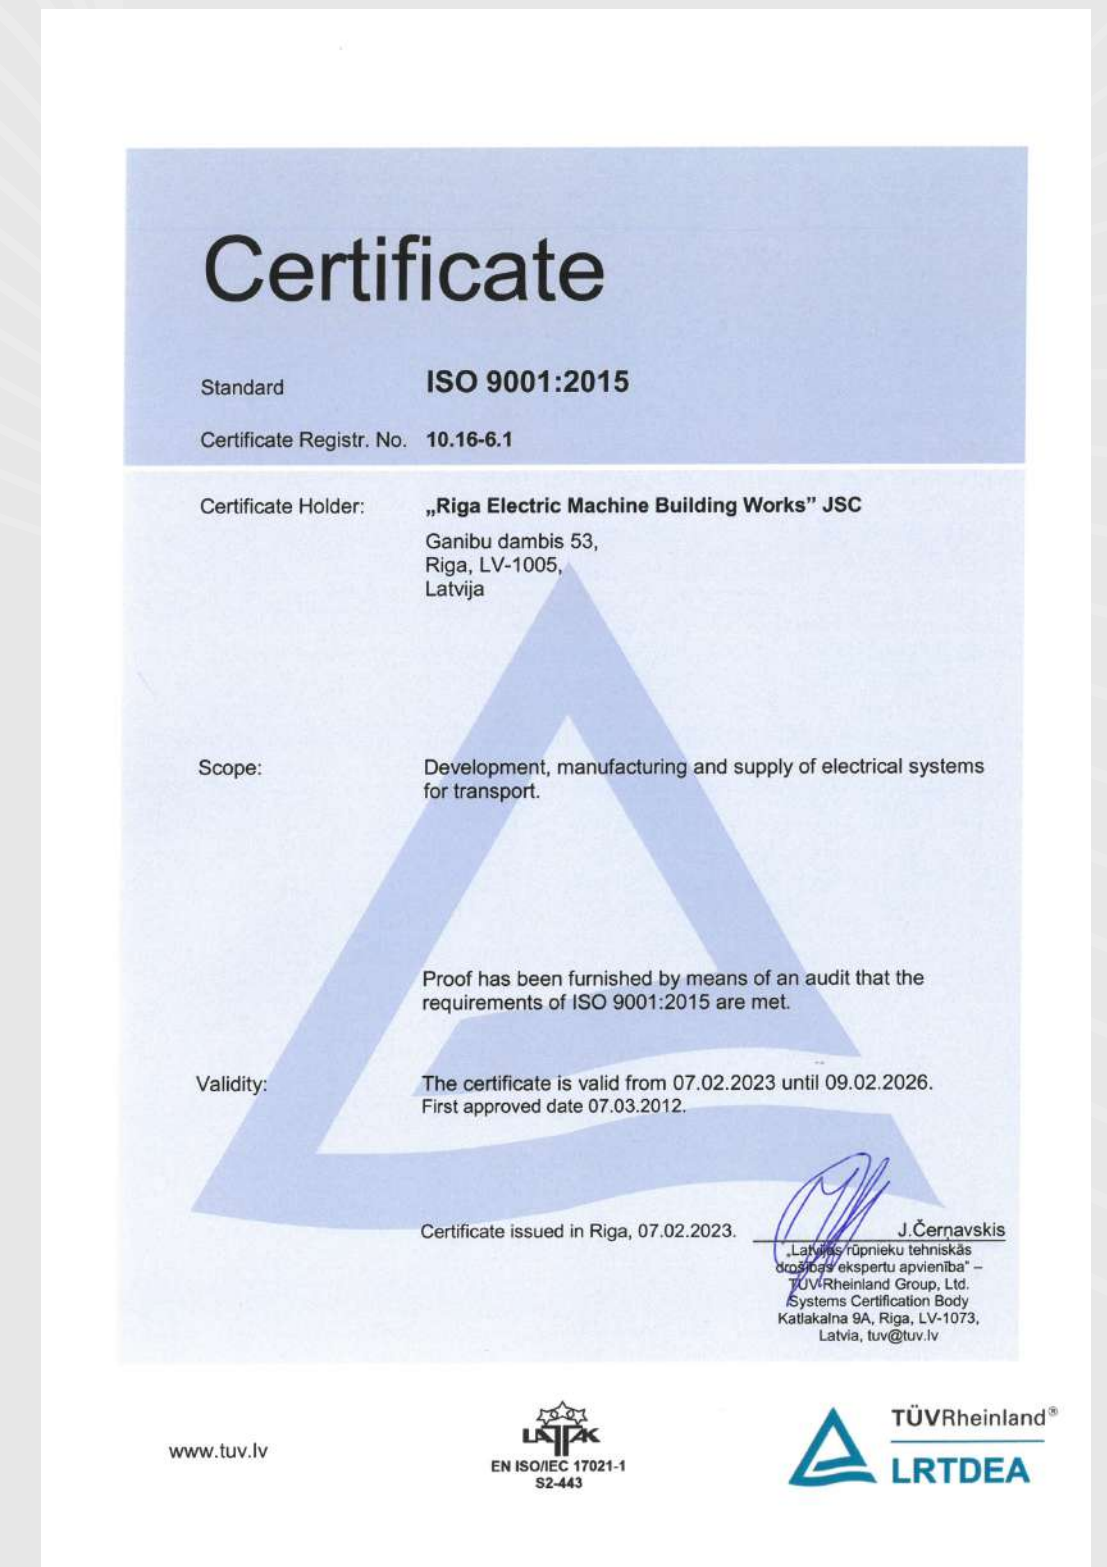 Certificate
Standard ISO 9001:2015
Certificate Registr. No. 10.16-6.1
Certificate Holder: „Riga Electric Machine Building Works” JSC
Ganibu dambis 53,
Riga, LV-1005,
Latvija
Scope: Development, manufacturing and supply of electrical systems
for transport.
Proof has been furnished by means of an audit that the
requirements of ISO 9001:2015 are met.
Validity: The certificate is valid from 07.02.2023 until 09.02.2026.
First approved date 07.03.2012.
Certificate issued in Riga, 07.02.2023. J.Čerņavskis
„Latvijas rūpnieku tehniskās
drošības ekspertu apvienība” –
TÜV Rheinland Group, Ltd.
Systems Certification Body
Katlakalna 9A, Riga, LV-1073,
Latvia, tuv@tuv.lv
www.tuv.lv
LATAK
EN ISO/IEC 17021-1
S2-443
TÜVRheinland®
LRTDEA